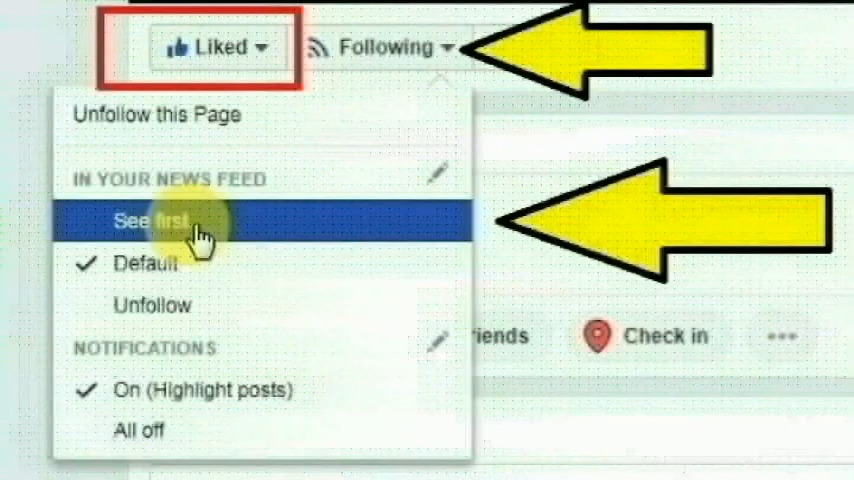 Liked Following
Unfollow this Page
IN YOUR NEWS FEED
See first
Default
Unfollow
riends Check in
NOTIFICATIONS
On (Highlight posts)
All off